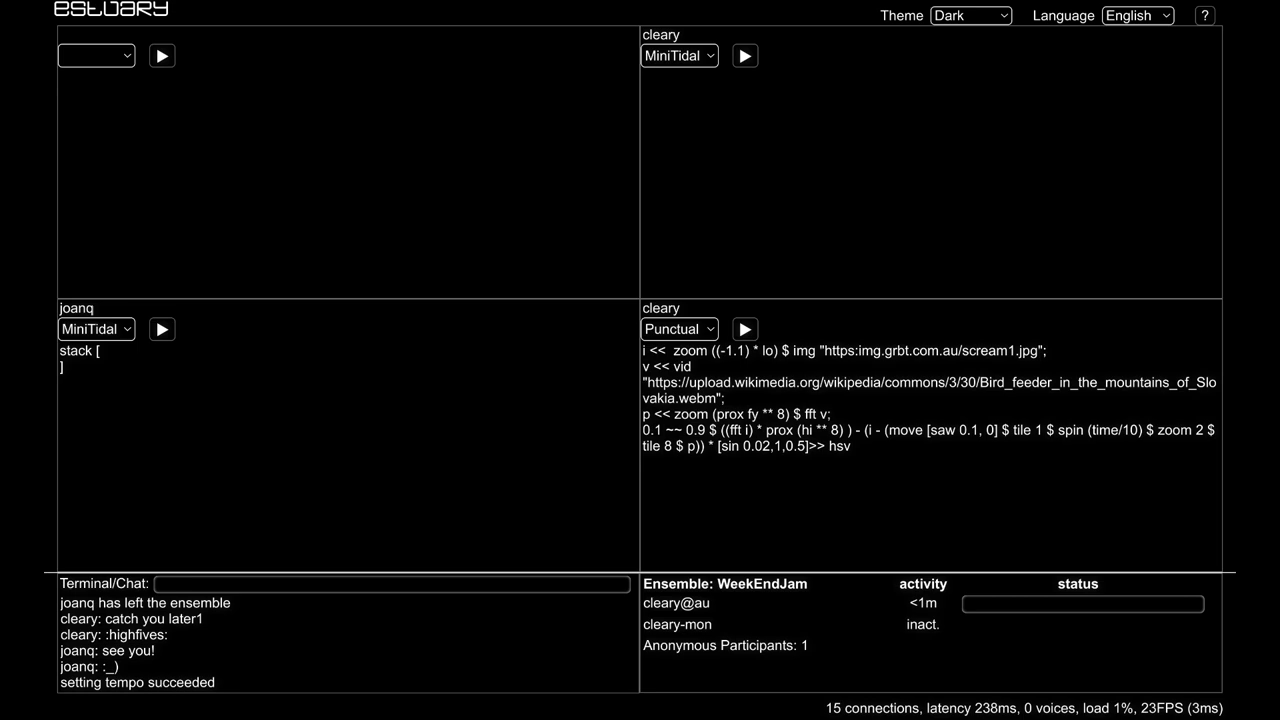 estuary
Theme Dark Language English ?
cleary
MiniTidal
joanq
MiniTidal
stack [
]
cleary
Punctual
i << zoom ((-1.1) * lo) $ img "https:img.grbt.com.au/scream1.jpg";
v << vid
"https://upload.wikimedia.org/wikipedia/commons/3/30/Bird_feeder_in_the_mountains_of_Slo
vakia.webm";
p << zoom (prox fy ** 8) $ fft v;
0.1 ~~ 0.9 $ ((fft i) * prox (hi ** 8) ) - (i - (move [saw 0.1, 0] $ tile 1 $ spin (time/10) $ zoom 2 $
tile 8 $ p)) * [sin 0.02,1,0.5]>> hsv
Terminal/Chat:
joanq has left the ensemble
cleary: catch you later1
cleary: :highfives:
joanq: see you!
joanq: :_)
setting tempo succeeded
Ensemble: WeekEndJam activity status
cleary@au <1m
cleary-mon inact.
Anonymous Participants: 1
15 connections, latency 238ms, 0 voices, load 1%, 23FPS (3ms)